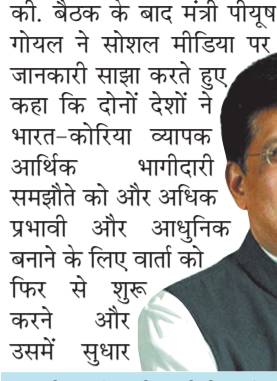 की. बैठक के बाद मंत्री पीयूष
गोयल ने सोशल मीडिया पर
जानकारी साझा करते हुए
कहा कि दोनों देशों ने
भारत-कोरिया व्यापक
आर्थिक भागीदारी
समझौते को और अधिक
प्रभावी और आधुनिक
बनाने के लिए वार्ता को
फिर से शुरू
करने और
उसमें सुधार